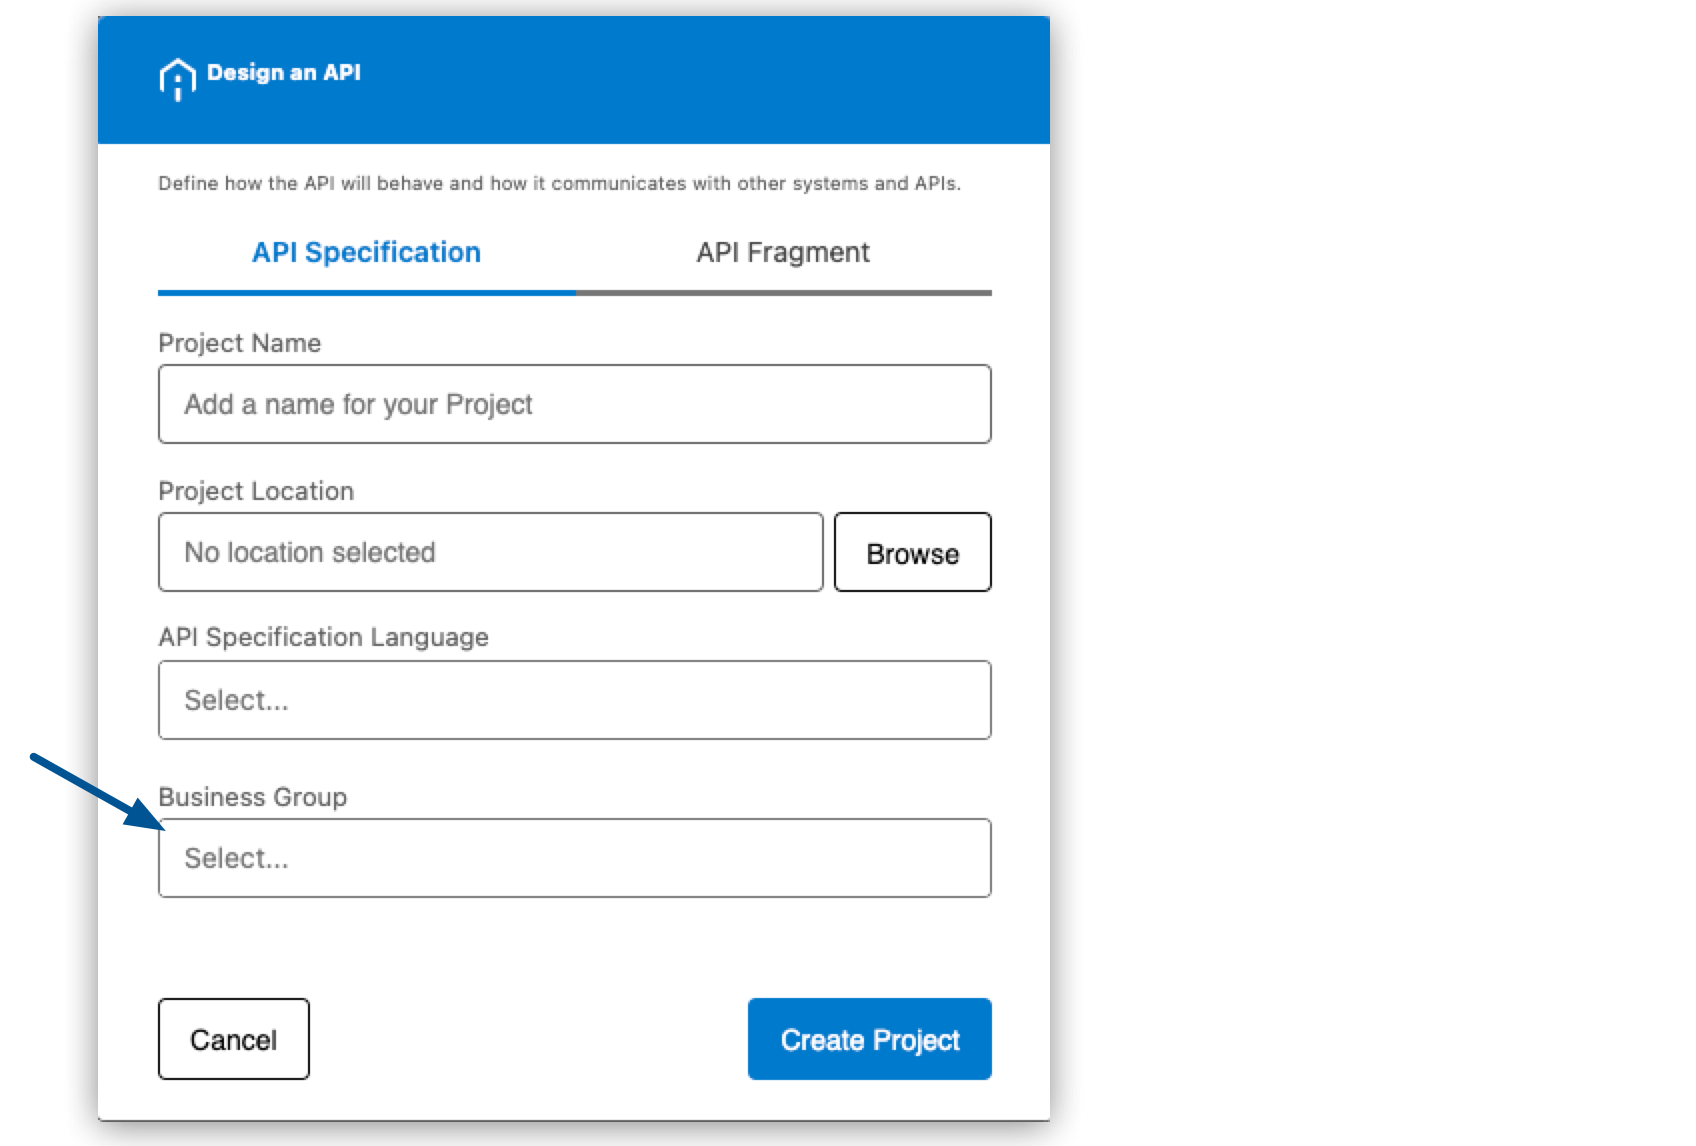 Design an API
Define how the API will behave and how it communicates with other systems and APIs.
API Specification
API Fragment
Project Name
Add a name for your Project
Project Location
No location selected
Browse
API Specification Language
Select...
Business Group
Select...
Cancel
Create Project